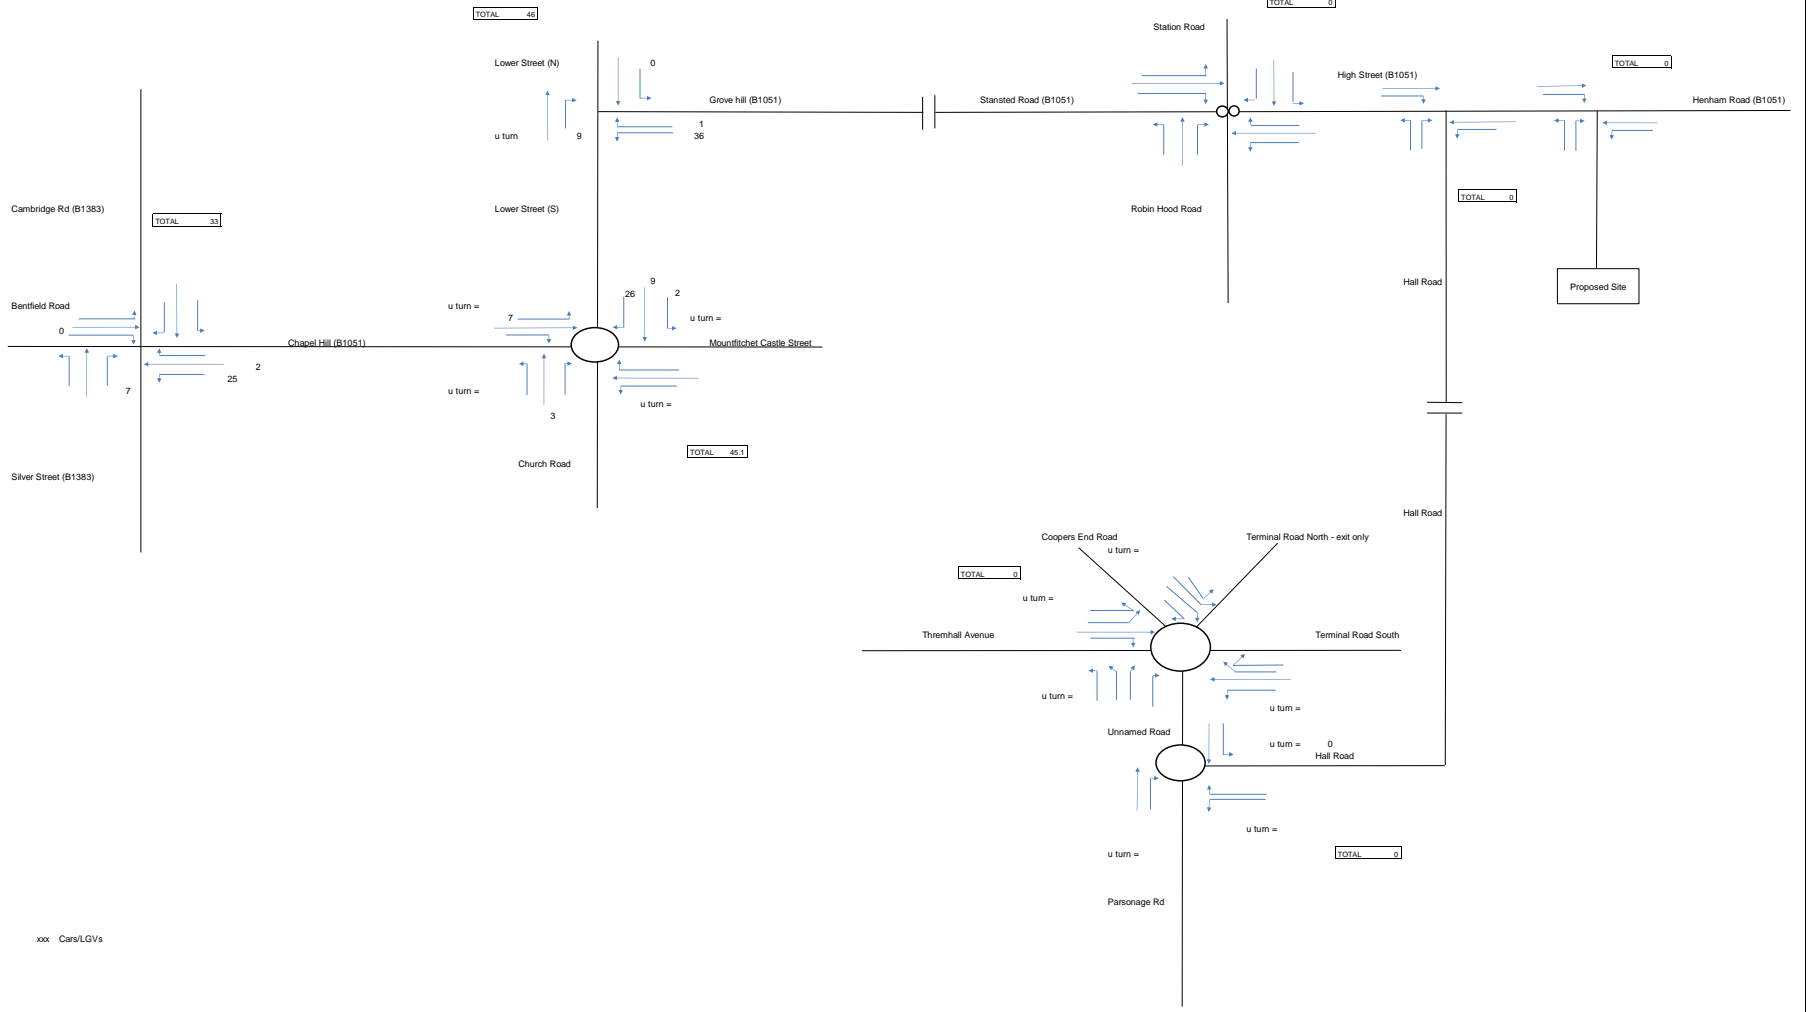 TOTAL 46
TOTAL 0
Station Road
Lower Street (N)
0
TOTAL 0
High Street (B1051)
Grove hill (B1051)
Stansted Road (B1051)
Henham Road (B1051)
1
u turn 9
36
TOTAL 0
Cambridge Rd (B1383)
Lower Street (S)
Robin Hood Road
TOTAL 33
Hall Road
9
Proposed Site
26
2
Bentfield Road
u turn =
7
u turn =
0
Chapel Hill (B1051)
Mountfitchet Castle Street
2
25
7
u turn =
u turn =
3
TOTAL 45.1
Church Road
Silver Street (B1383)
Hall Road
Coopers End Road
Terminal Road North - exit only
u turn =
TOTAL 0
u turn =
Thremhall Avenue
Terminal Road South
u turn =
u turn =
Unnamed Road
u turn = 0
Hall Road
u turn =
u turn =
TOTAL 0
Parsonage Rd
xxx Cars/LGVs